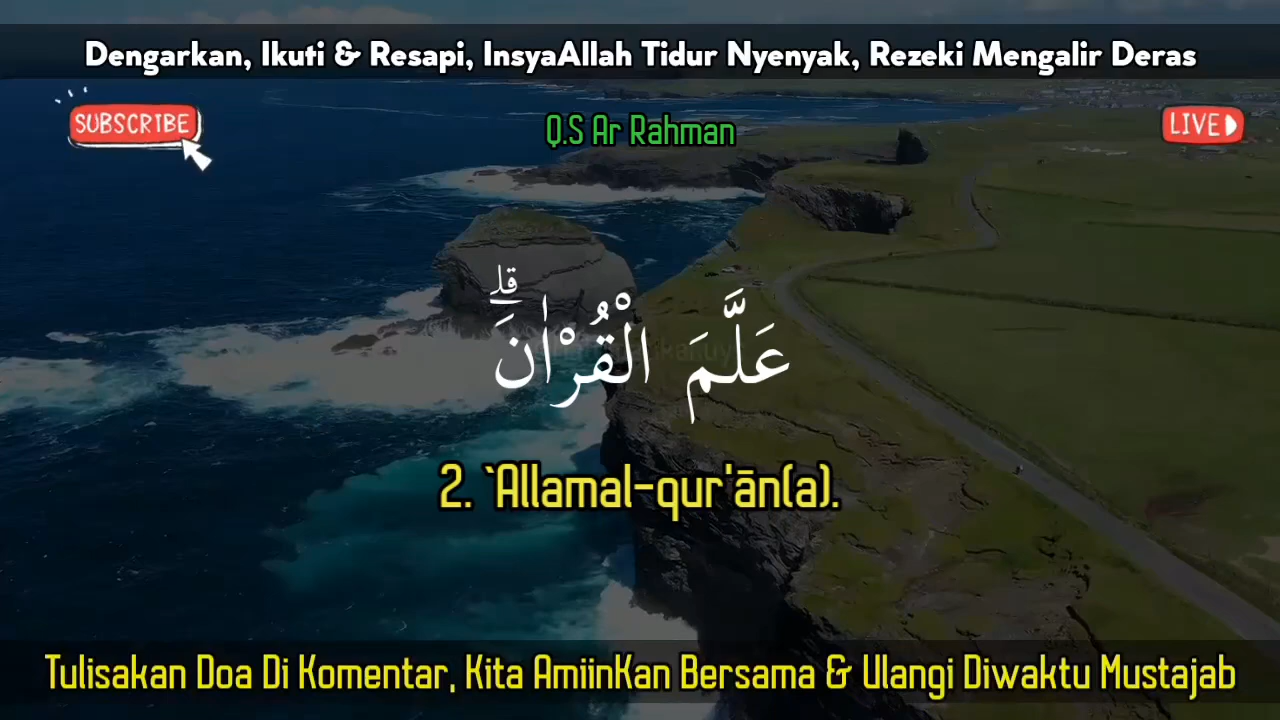 Dengarkan, Ikuti & Resapi, InsyaAllah Tidur Nyenyak, Rezeki Mengalir Deras
SUBSCRIBE
LIVE
Q.S Ar Rahman
عَلَّمَ الْقُرْاٰنَۗ
2. `Allamal-qur'ān(a).
Tulisakan Doa Di Komentar, Kita AmiinKan Bersama & Ulangi Diwaktu Mustajab